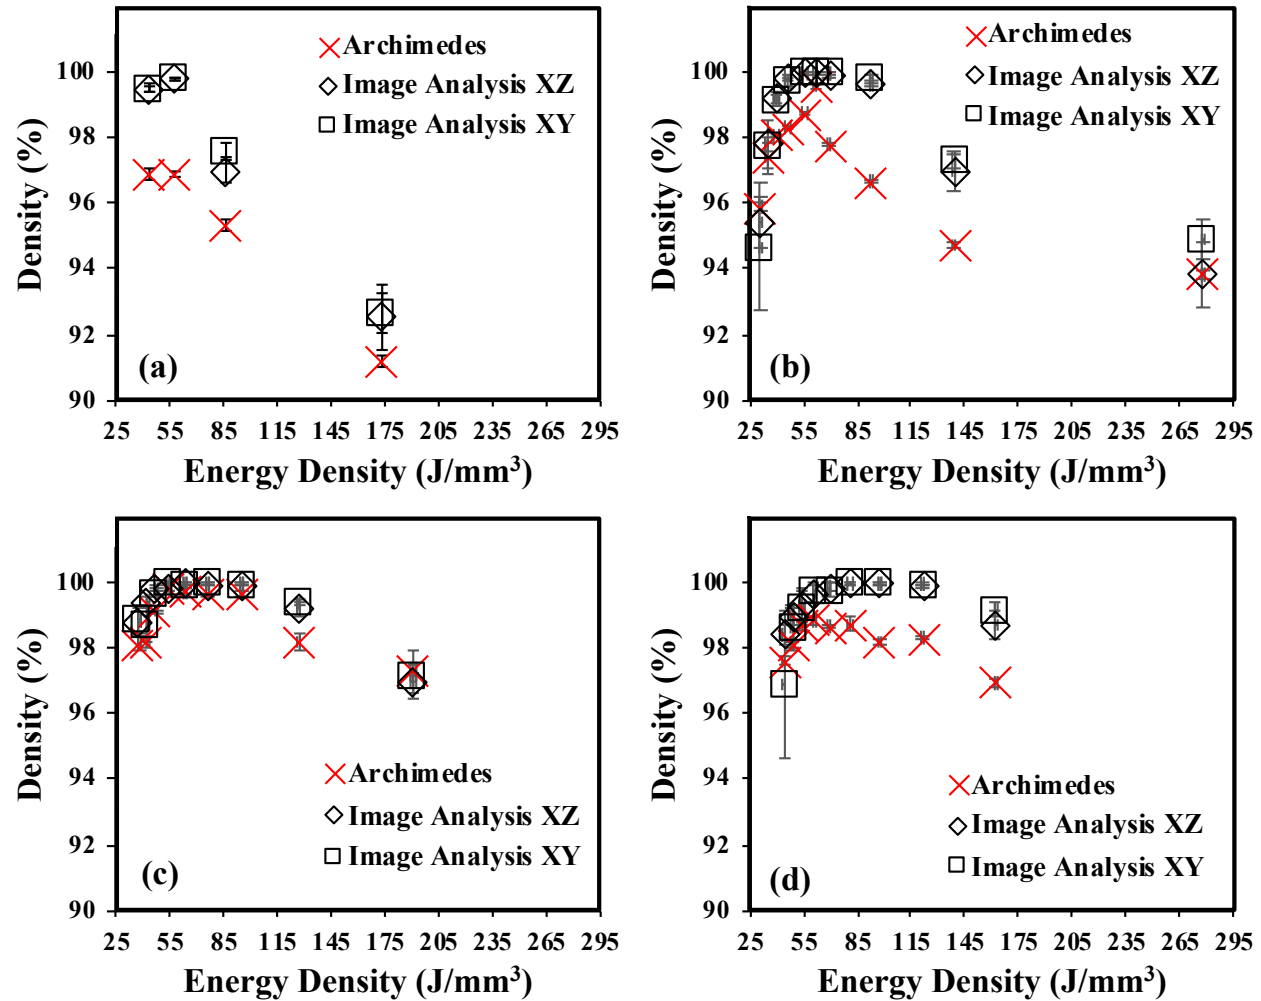 Archimedes
Image Analysis XZ
Image Analysis XY
100
98
96
94
92
90
Density (%)
(a)
25 55 85 115 145 175 205 235 265 295
Energy Density (J/mm³)
Archimedes
Image Analysis XZ
Image Analysis XY
100
98
96
94
92
90
Density (%)
(b)
25 55 85 115 145 175 205 235 265 295
Energy Density (J/mm³)
100
98
96
94
92
90
Density (%)
Archimedes
Image Analysis XZ
Image Analysis XY
(c)
25 55 85 115 145 175 205 235 265 295
Energy Density (J/mm³)
100
98
96
94
92
90
Density (%)
Archimedes
Image Analysis XZ
Image Analysis XY
(d)
25 55 85 115 145 175 205 235 265 295
Energy Density (J/mm³)